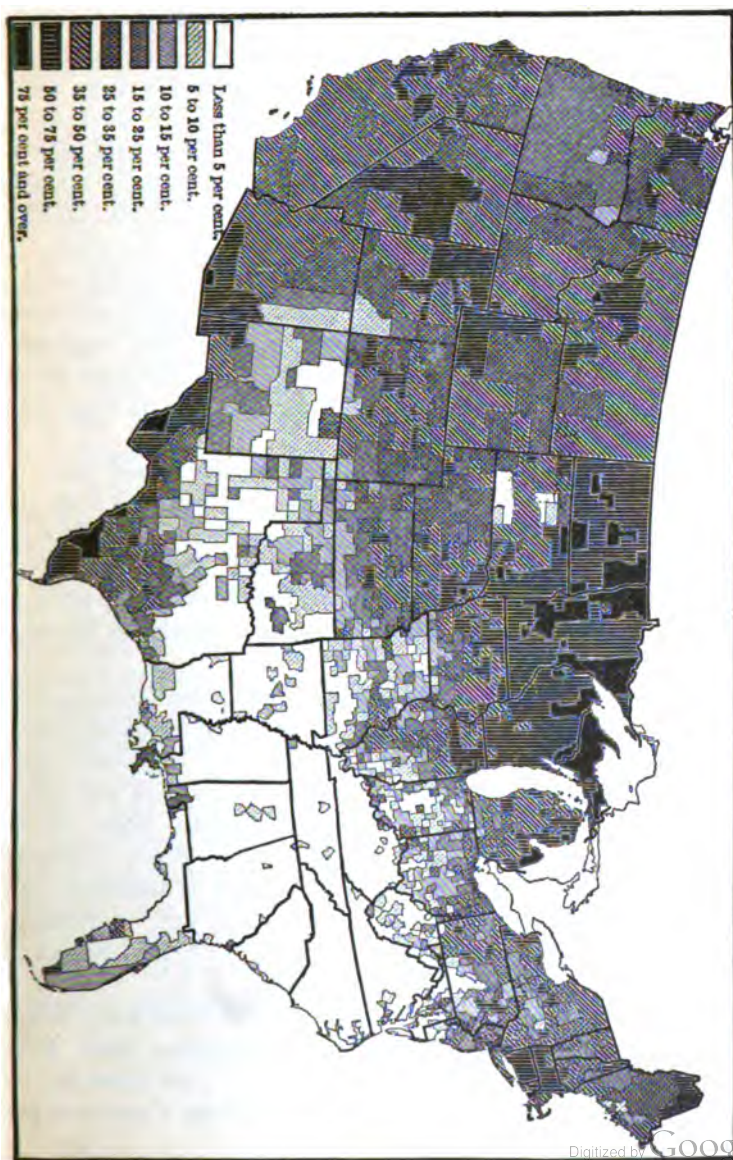 Less than 5 per cent.
5 to 10 per cent.
10 to 15 per cent.
15 to 25 per cent.
25 to 35 per cent.
35 to 50 per cent.
50 to 75 per cent.
75 per cent and over.
Digitized by Goog